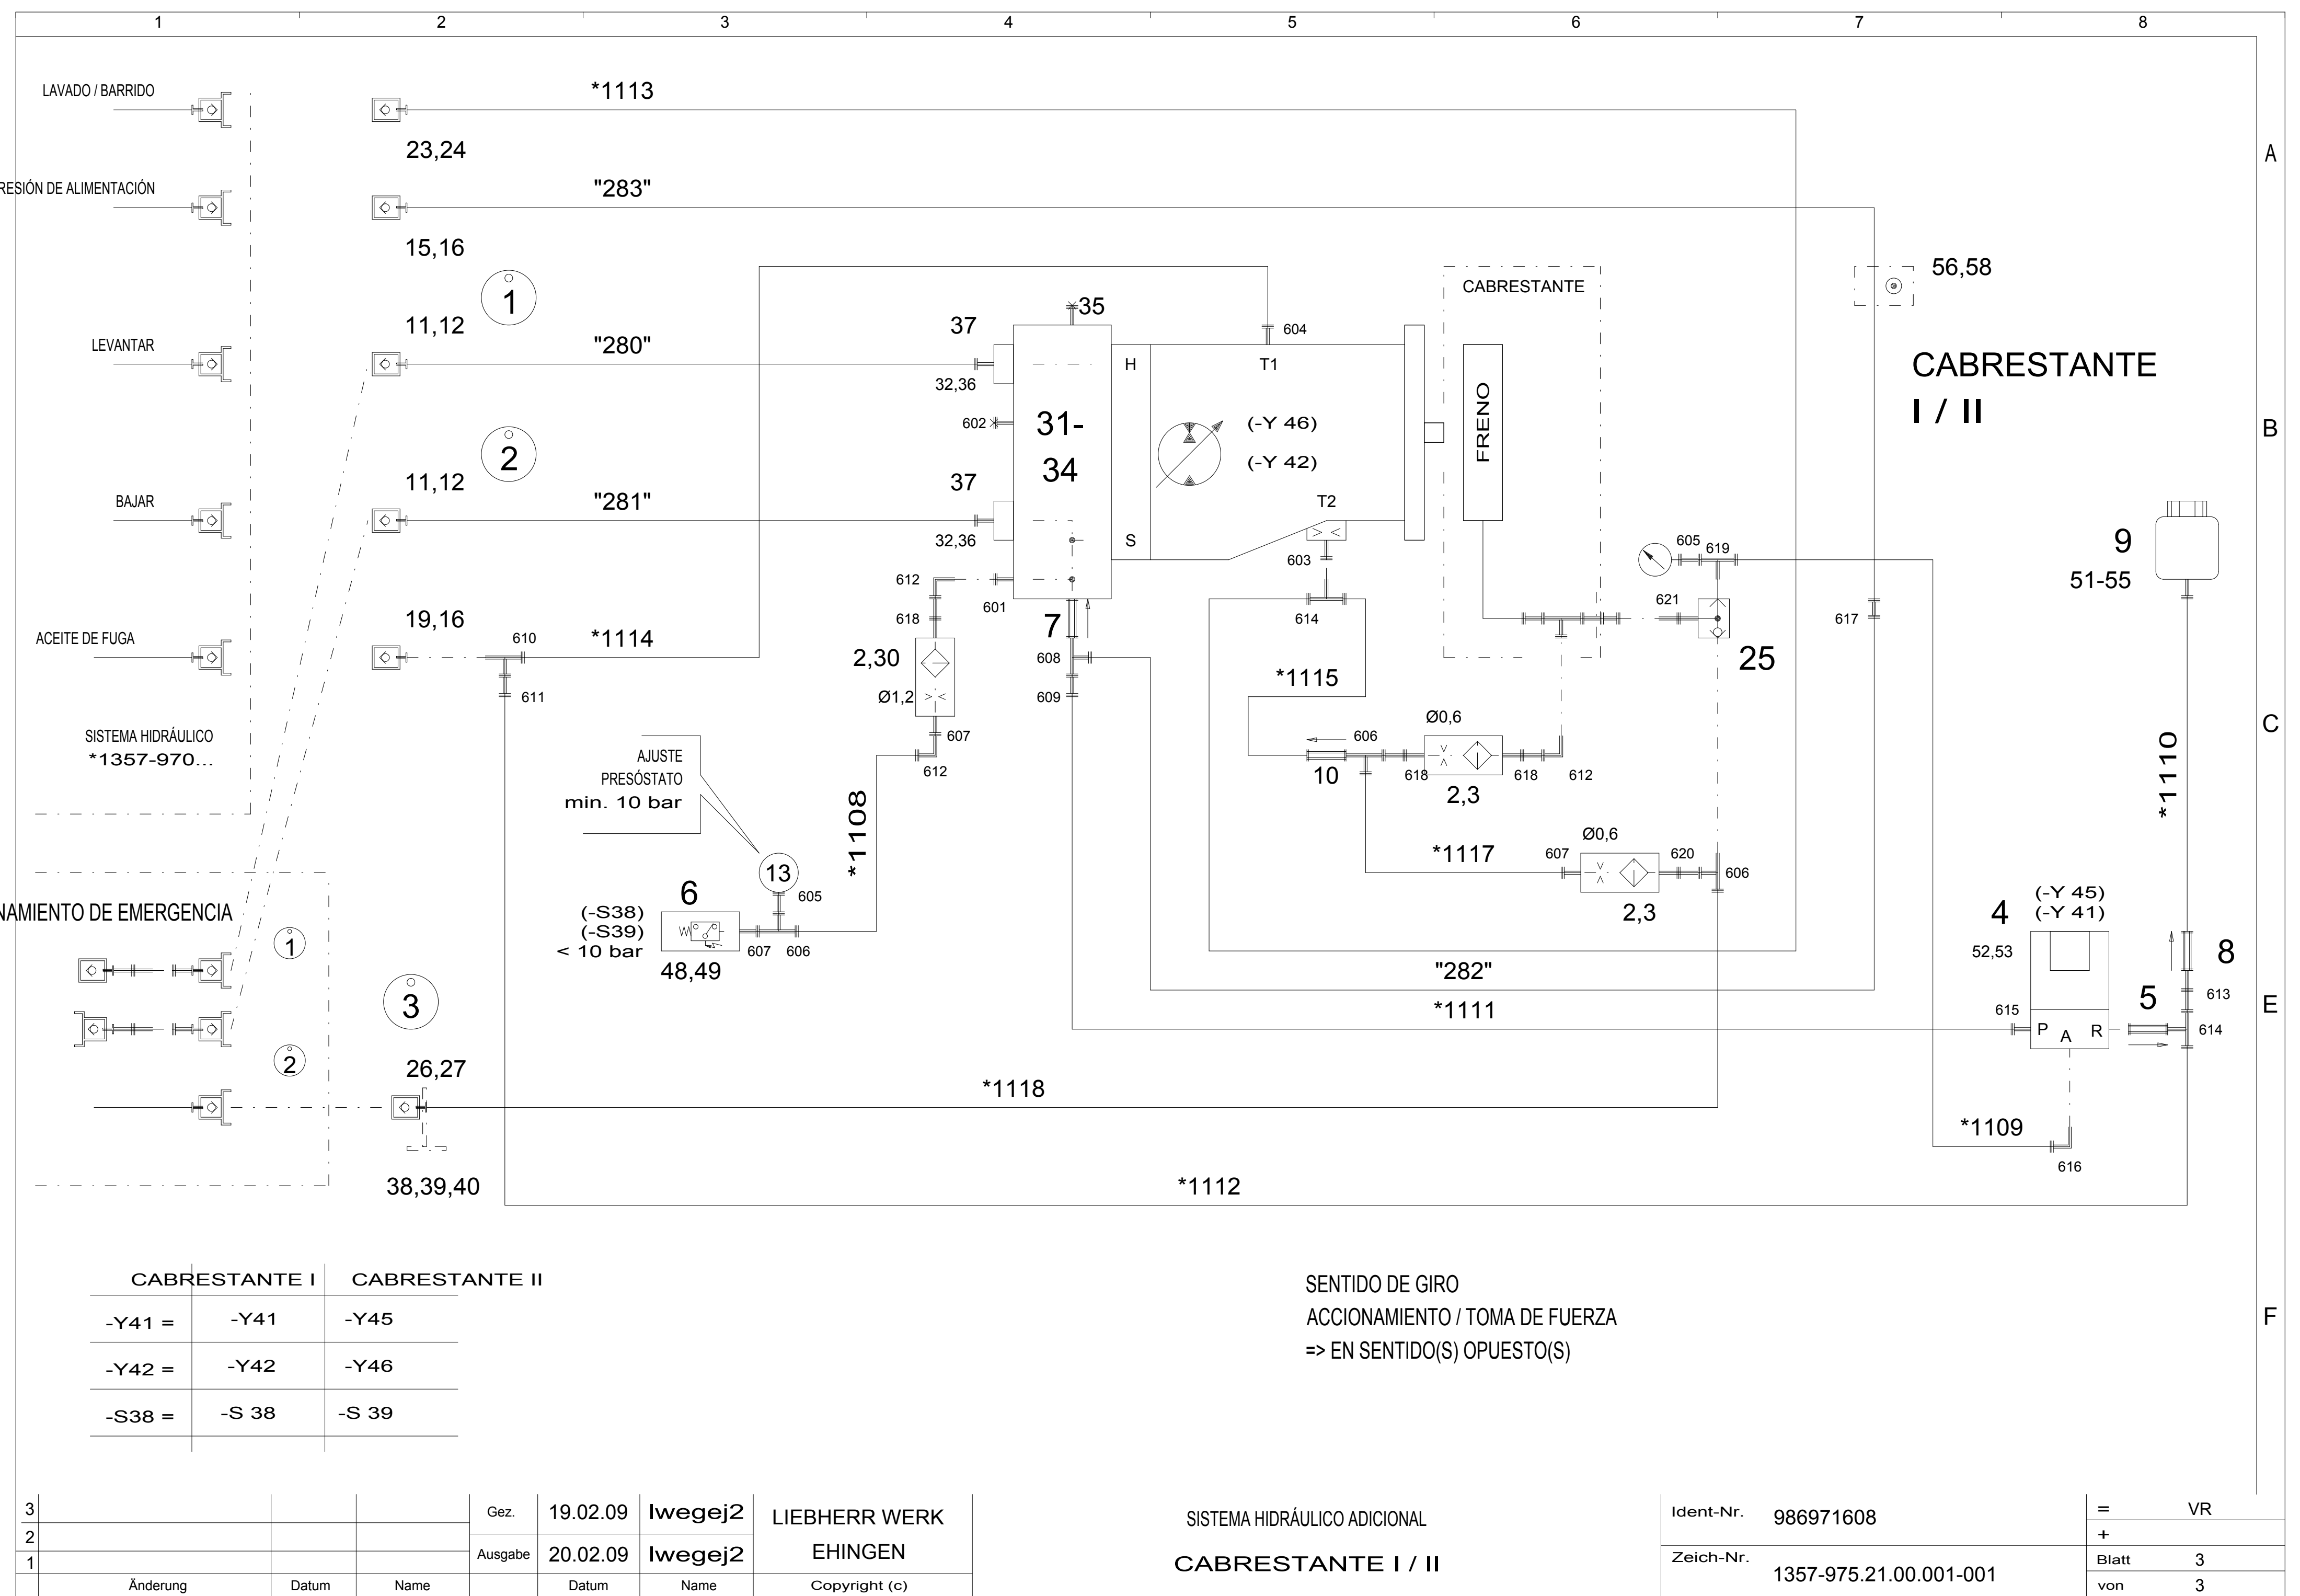 1 2 3 4 5 6 7 8
LAVADO / BARRIDO
*1113
23,24
A
RESIÓN DE ALIMENTACIÓN
"283"
15,16
56,58
CABRESTANTE
1
11,12
37
35
604
LEVANTAR
"280"
H
T1
CABRESTANTE
I / II
32,36
602
31-
34
(-Y 46)
(-Y 42)
FRENO
B
2
11,12
37
BAJAR
"281"
T2
32,36
S
603
605
619
9
51-55
612
601
614
621
617
618
7
19,16
ACEITE DE FUGA
610
*1114
2,30
608
25
611
Ø1,2
609
*1115
C
SISTEMA HIDRÁULICO
*1357-970...
AJUSTE
PRESÓSTATO
min. 10 bar
607
612
Ø0,6
606
10
618
618
612
2,3
*1110
*1108
Ø0,6
*1117
607
620
606
13
605
6
2,3
NAMIENTO DE EMERGENCIA
(-S38)
(-S39)
< 10 bar
607
606
48,49
(-Y 45)
(-Y 41)
4
52,53
8
1
"282"
*1111
3
5
613
615
P
A
R
614
E
2
26,27
*1118
*1109
616
38,39,40
*1112
CABRESTANTE I CABRESTANTE II
-Y41 = -Y41 -Y45
-Y42 = -Y42 -Y46
-S38 = -S 38 -S 39
SENTIDO DE GIRO
ACCIONAMIENTO / TOMA DE FUERZA
=> EN SENTIDO(S) OPUESTO(S)
F
3
2
1
Änderung Datum Name
Gez. 19.02.09 lwegej2
Ausgabe 20.02.09 lwegej2
Datum Name
LIEBHERR WERK
EHINGEN
Copyright (c)
SISTEMA HIDRÁULICO ADICIONAL
CABRESTANTE I / II
Ident-Nr. 986971608
Zeich-Nr. 1357-975.21.00.001-001
= VR
+
Blatt 3
von 3